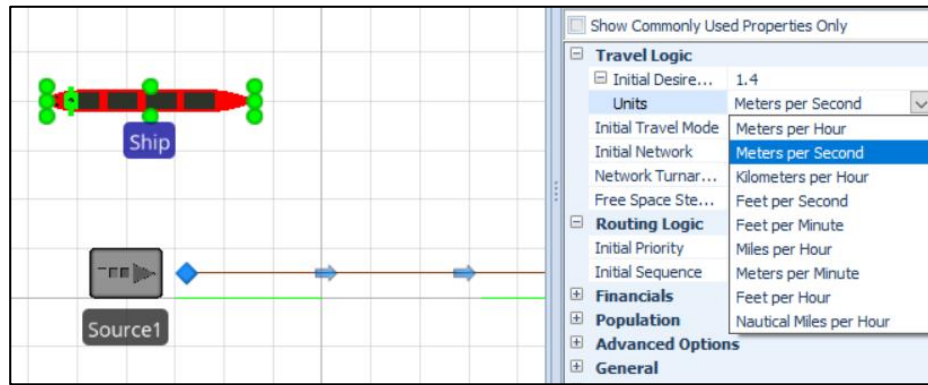 Show Commonly Used Properties Only
Travel Logic
Initial Desire... 1.4
Units Meters per Second
Initial Travel Mode
Initial Network
Network Turnar...
Free Space Ste...
Routing Logic
Initial Priority
Initial Sequence
Financials
Population
Advanced Options
General
Meters per Hour
Meters per Second
Kilometers per Hour
Feet per Second
Feet per Minute
Miles per Hour
Meters per Minute
Feet per Hour
Nautical Miles per Hour
Ship
Source1